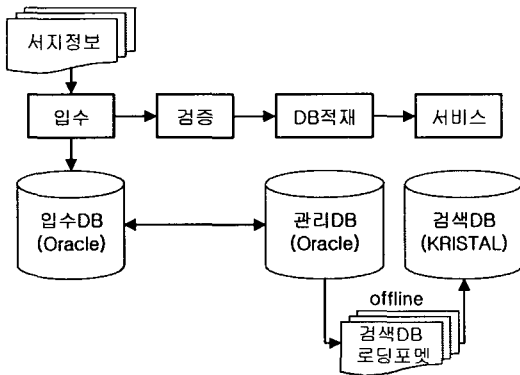 서지정보
입수
검증
DB적재
서비스
입수DB
(Oracle)
관리DB
(Oracle)
검색DB
(KRISTAL)
offline
검색DB
로딩포멧